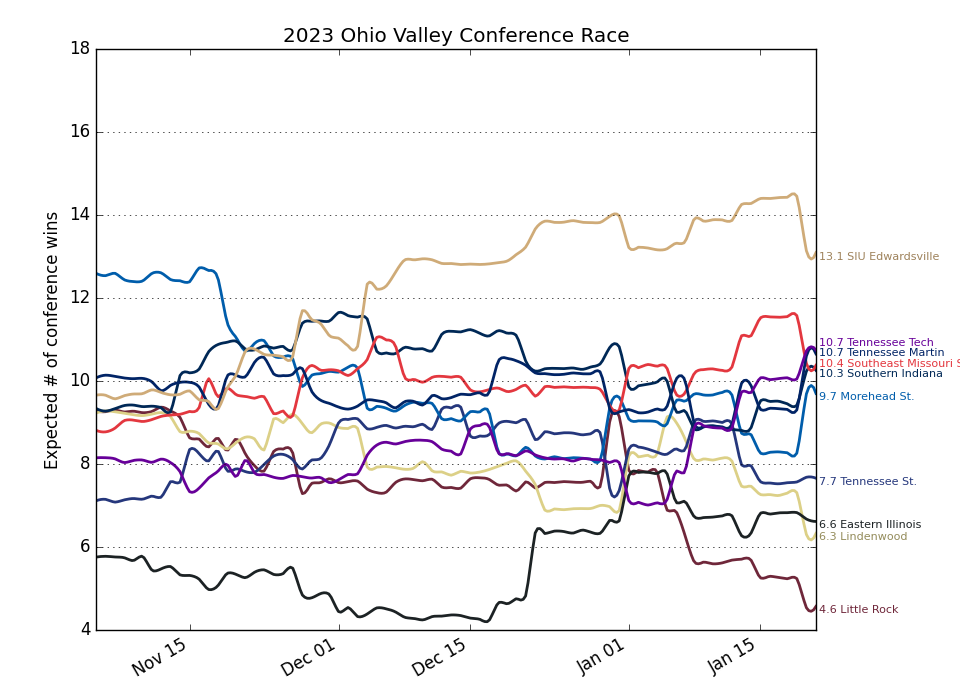 2023 Ohio Valley Conference Race
18
16
14
12
10
8
6
4
Expected # of conference wins
Nov 15
Dec 01
Dec 15
Jan 01
Jan 15
13.1 SIU Edwardsville
10.7 Tennessee Tech
10.7 Tennessee Martin
10.4 Southeast Missouri S
10.3 Southern Indiana
9.7 Morehead St.
7.7 Tennessee St.
6.6 Eastern Illinois
6.3 Lindenwood
4.6 Little Rock